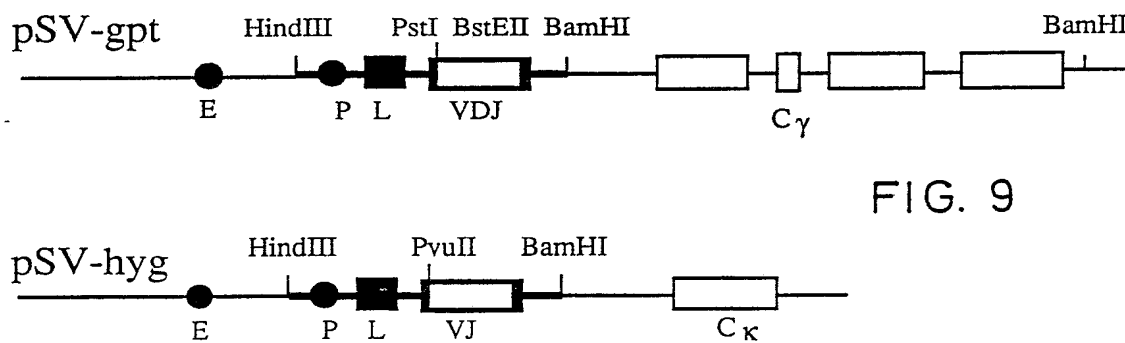 pSV-gpt
HindIII PstI BstEII BamHI BamHI
E P L VDJ Cγ
FIG. 9
pSV-hyg
HindIII PvuII BamHI
E P L VJ Cκ